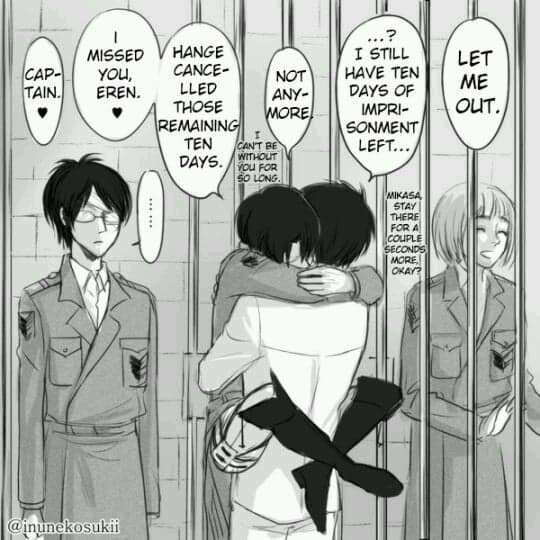 LET
ME
OUT.
MIKASA,
STAY
THERE
FOR A
COUPLE
SECONDS
MORE,
OKAY?
...?
I STILL
HAVE TEN
DAYS OF
IMPRI-
SONMENT
LEFT...
NOT
ANY-
MORE.
I
CAN'T BE
WITHOUT
YOU FOR
SO LONG.
HANGE
CANCE-
LLED
THOSE
REMAINING
TEN
DAYS.
......
I
MISSED
YOU,
EREN.
♥
CAP-
TAIN.
♥
@inunekosukii